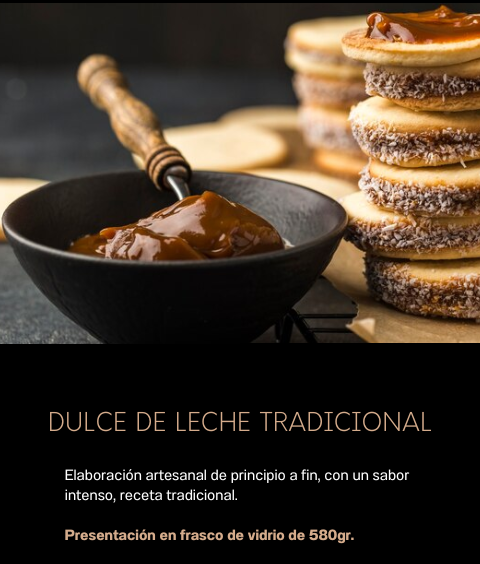 DULCE DE LECHE TRADICIONAL
Elaboración artesanal de principio a fin, con un sabor
intenso, receta tradicional.
Presentación en frasco de vidrio de 580gr.